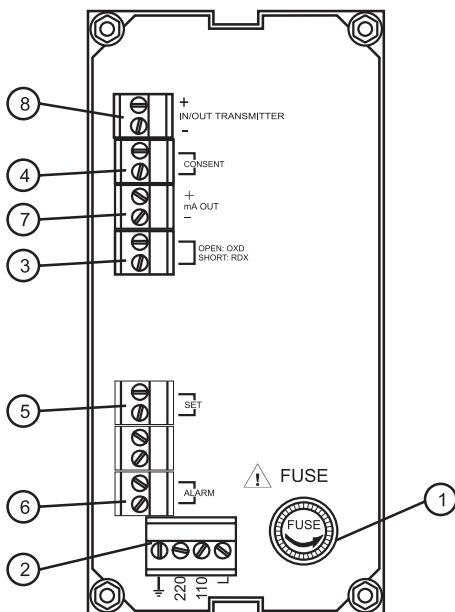 8
+
IN/OUT TRANSMITTER
-
4
CONSENT
7
+
mA OUT
-
3
OPEN: OXD
SHORT: RDX
5
SET
6
ALARM
! FUSE
FUSE
1
2
220
110
L